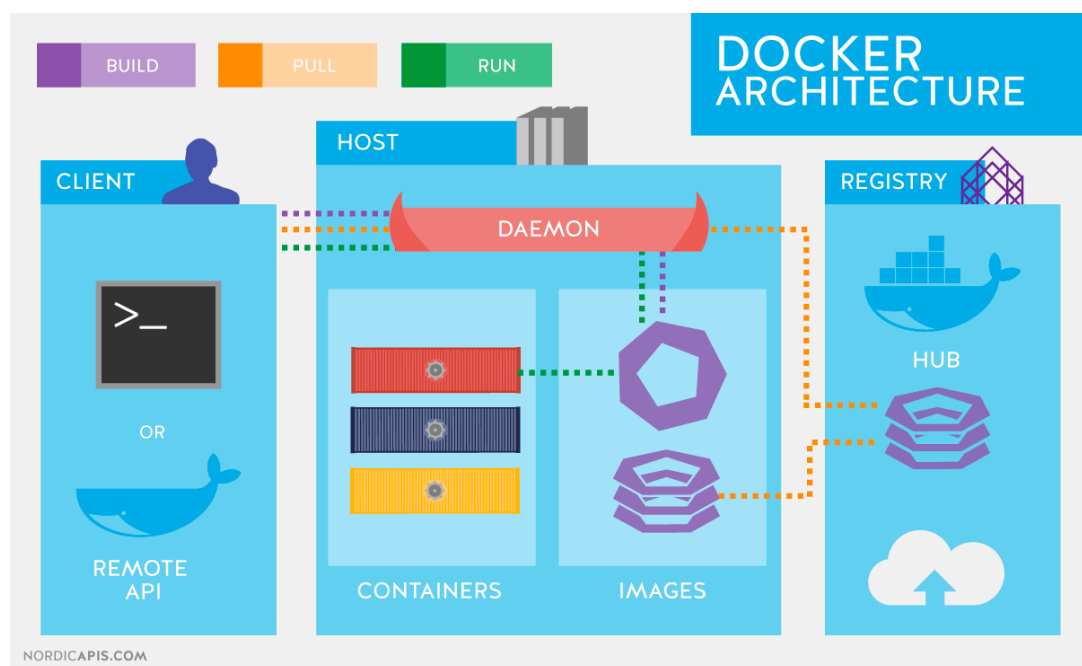 BUILD
PULL
RUN
DOCKER
ARCHITECTURE
HOST
CLIENT
REGISTRY
DAEMON
>_
HUB
OR
REMOTE
API
CONTAINERS
IMAGES
NORDICAPIS.COM